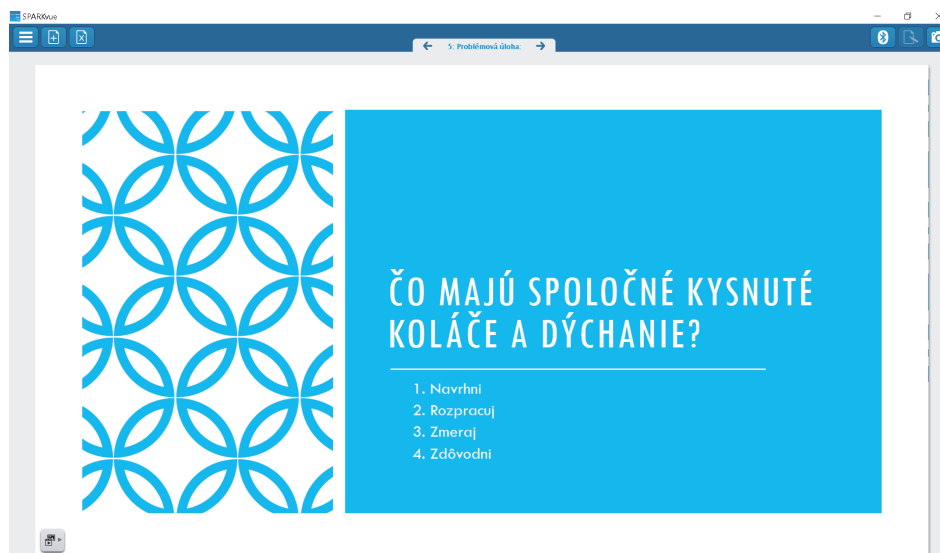 SPARKvue
5: Problémová úloha:
ČO MAJÚ SPOLOČNÉ KYSNUTÉ
KOLÁČE A DÝCHANIE?
1. Navrhni
2. Rozpracuj
3. Zmeraj
4. Zdôvodni